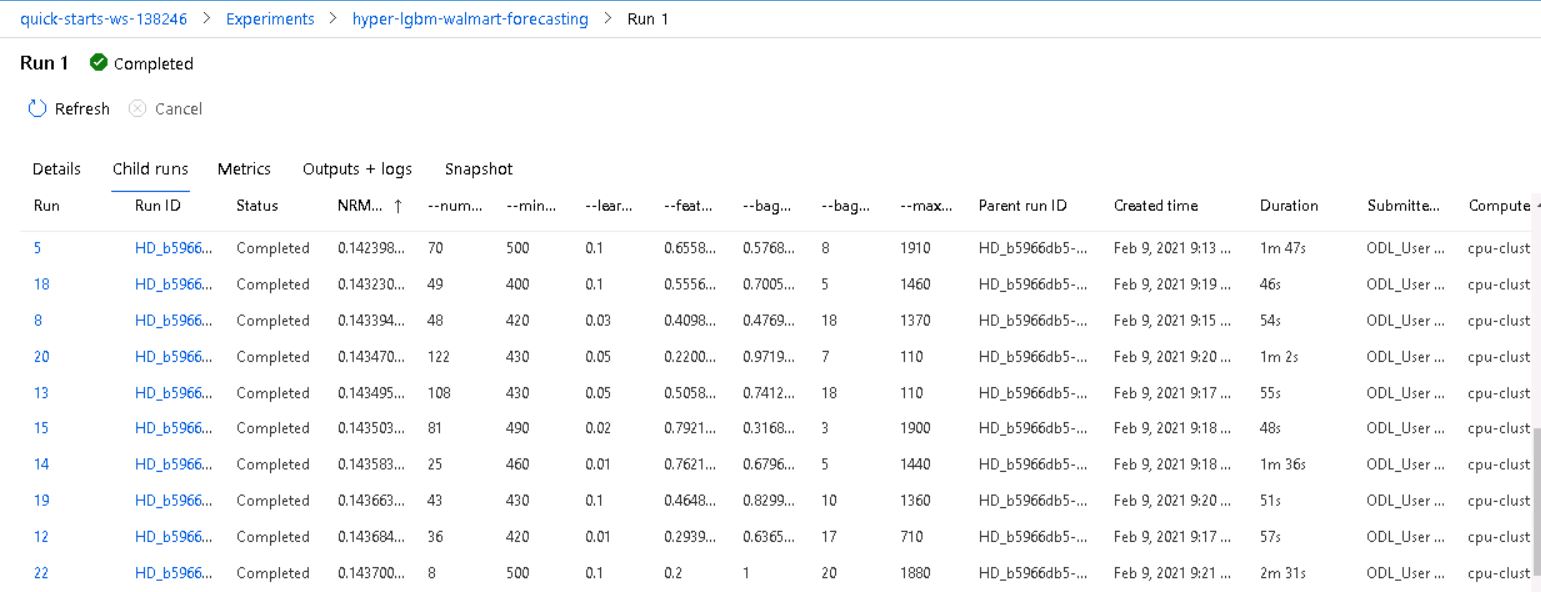 quick-starts-ws-138246 > Experiments > hyper-lgbm-walmart-forecasting > Run 1
Run 1 Completed
Refresh Cancel
Details Child runs Metrics Outputs + logs Snapshot
Run Run ID Status NRM... ↑ --num... --min... --lear... --feat... --bag... --bag... --max... Parent run ID Created time Duration Submitte... Compute
5 HD_b5966... Completed 0.142398... 70 500 0.1 0.6558... 0.5768... 8 1910 HD_b5966db5-... Feb 9, 2021 9:13 ... 1m 47s ODL_User ... cpu-clust
18 HD_b5966... Completed 0.143230... 49 400 0.1 0.5556... 0.7005... 5 1460 HD_b5966db5-... Feb 9, 2021 9:19 ... 46s ODL_User ... cpu-clust
8 HD_b5966... Completed 0.143394... 48 420 0.03 0.4098... 0.4769... 18 1370 HD_b5966db5-... Feb 9, 2021 9:15 ... 54s ODL_User ... cpu-clust
20 HD_b5966... Completed 0.143470... 122 430 0.05 0.2200... 0.9719... 7 110 HD_b5966db5-... Feb 9, 2021 9:20 ... 1m 2s ODL_User ... cpu-clust
13 HD_b5966... Completed 0.143495... 108 430 0.05 0.5058... 0.7412... 18 110 HD_b5966db5-... Feb 9, 2021 9:17 ... 55s ODL_User ... cpu-clust
15 HD_b5966... Completed 0.143503... 81 490 0.02 0.7921... 0.3168... 3 1900 HD_b5966db5-... Feb 9, 2021 9:18 ... 48s ODL_User ... cpu-clust
14 HD_b5966... Completed 0.143583... 25 460 0.01 0.7621... 0.6796... 5 1440 HD_b5966db5-... Feb 9, 2021 9:18 ... 1m 36s ODL_User ... cpu-clust
19 HD_b5966... Completed 0.143663... 43 430 0.1 0.4648... 0.8299... 10 1360 HD_b5966db5-... Feb 9, 2021 9:20 ... 51s ODL_User ... cpu-clust
12 HD_b5966... Completed 0.143684... 36 420 0.01 0.2939... 0.6365... 17 710 HD_b5966db5-... Feb 9, 2021 9:17 ... 57s ODL_User ... cpu-clust
22 HD_b5966... Completed 0.143700... 8 500 0.1 0.2 1 20 1880 HD_b5966db5-... Feb 9, 2021 9:21 ... 2m 31s ODL_User ... cpu-clust